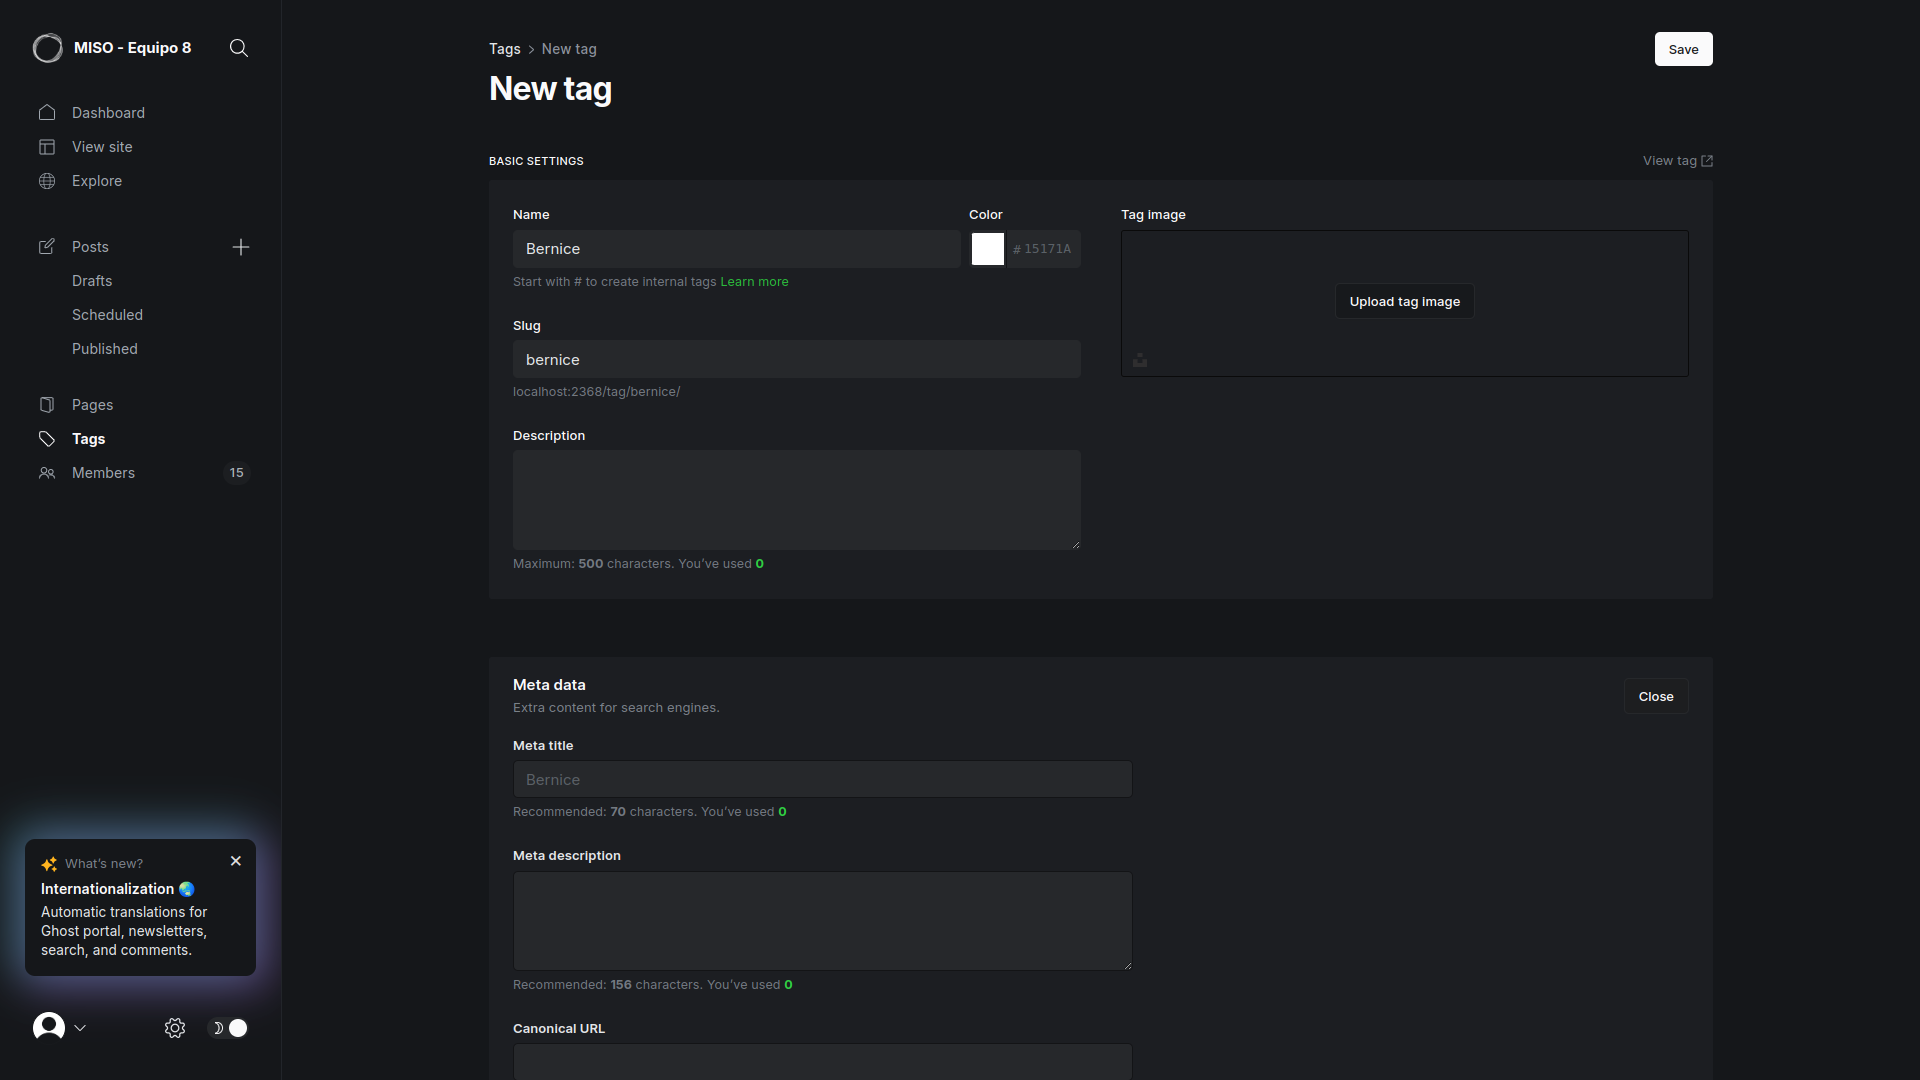 MISO - Equipo 8
Dashboard
View site
Explore
Posts
Drafts
Scheduled
Published
Pages
Tags
Members 15
What's new?
Internationalization 🌏
Automatic translations for
Ghost portal, newsletters,
search, and comments.
Tags > New tag
Save
New tag
BASIC SETTINGS
View tag
Name
Bernice
Start with # to create internal tags Learn more
Color
# 15171A
Slug
bernice
localhost:2368/tag/bernice/
Description
Maximum: 500 characters. You've used 0
Tag image
Upload tag image
Meta data
Extra content for search engines.
Close
Meta title
Bernice
Recommended: 70 characters. You've used 0
Meta description
Recommended: 156 characters. You've used 0
Canonical URL